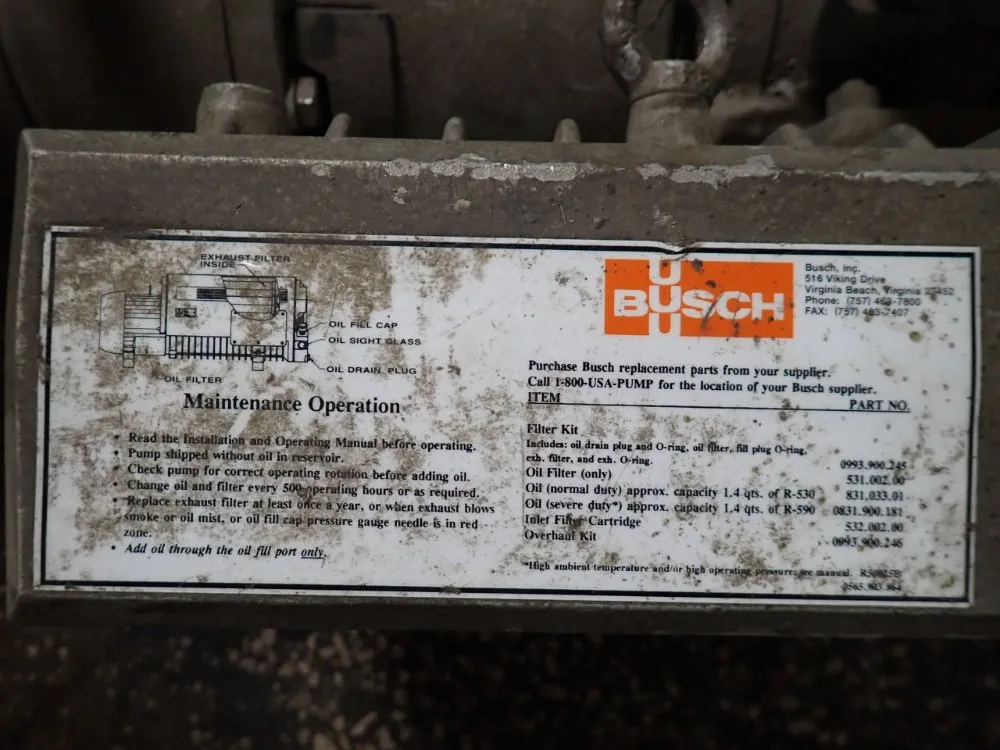 EXHAUST FILTER
INSIDE
OIL FILL CAP
OIL SIGHT GLASS
OIL DRAIN PLUG
OIL FILTER
Maintenance Operation
• Read the Installation and Operating Manual before operating.
• Pump shipped without oil in reservoir.
• Check pump for correct operating rotation before adding oil.
• Change oil and filter every 500 operating hours or as required.
• Replace exhaust filter at least once a year, or when exhaust blows
smoke or oil mist, or oil fill cap pressure gauge needle is in red
zone.
• Add oil through the oil fill port only.
BUSCH
Busch, Inc.
516 Viking Drive
Virginia Beach, Virginia 23452
Phone: (757) 463-7800
FAX: (757) 463-7407
Purchase Busch replacement parts from your supplier.
Call 1-800-USA-PUMP for the location of your Busch supplier.
ITEM PART NO.
Filter Kit
Includes: oil drain plug and O-ring, oil filter, fill plug O-ring,
exh. filter, and exh. O-ring. 0993.900.245
Oil Filter (only) 531.002.00
Oil (normal duty) approx. capacity 1.4 qts. of R-530 831.033.01
Oil (severe duty*) approx. capacity 1.4 qts. of R-590 0831.900.181
Inlet Filter Cartridge 532.002.00
Overhaul Kit 0993.900.246
*High ambient temperature and/or high operating pressure; see manual.